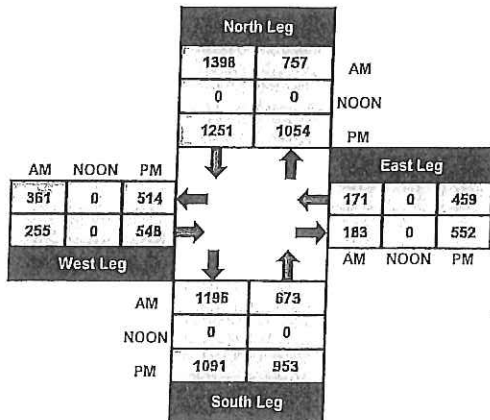 North Leg
1398 757 AM
0 0 NOON
1251 1054 PM
AM NOON PM
361 0 514
255 0 548
West Leg
East Leg
171 0 459
183 0 552
AM NOON PM
AM 1196 673
NOON 0 0
PM 1091 953
South Leg